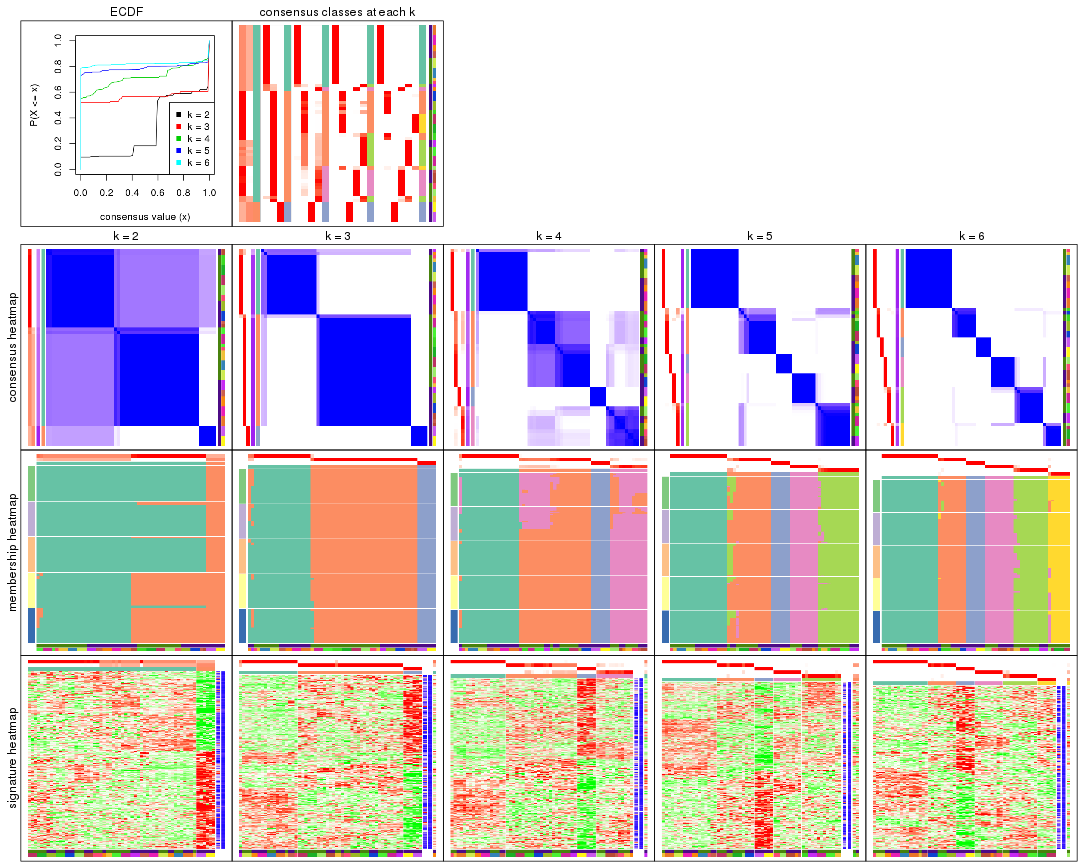 ECDF
consensus classes at each k
P(X <= x)
0.0 0.2 0.4 0.6 0.8 1.0
k = 2
k = 3
k = 4
k = 5
k = 6
0.0 0.2 0.4 0.6 0.8 1.0
consensus value (x)
k = 2 k = 3 k = 4 k = 5 k = 6
consensus heatmap
membership heatmap
signature heatmap